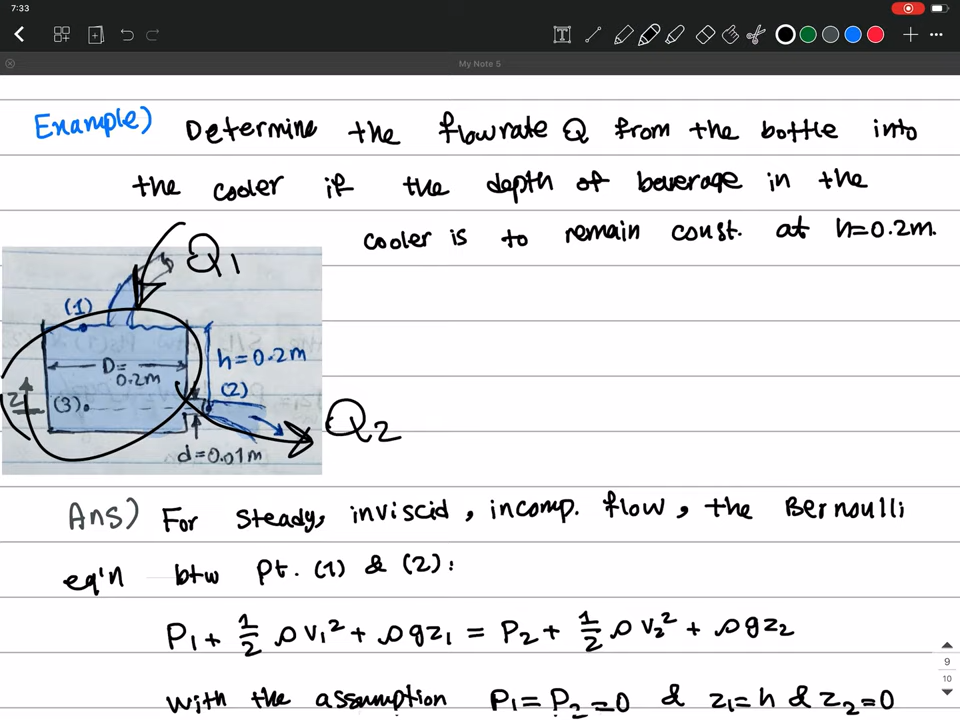 7:33
My Note 5
Example) Determine the flowrate Q from the bottle into
the cooler if the depth of beverage in the
cooler is to remain const. at h=0.2m.
Q1
(1)
h=0.2m
D=
0.2m
(2)
Z
(3)
Q2
d=0.01m
Ans) For steady, inviscid, incomp. flow, the Bernoulli
eq'n btw pt. (1) & (2):
P1 + 1/2 ρV1² + ρgz1 = P2 + 1/2 ρV2² + ρgz2
with the assumption P1=P2=0 & z1=h & z2=0
9
10